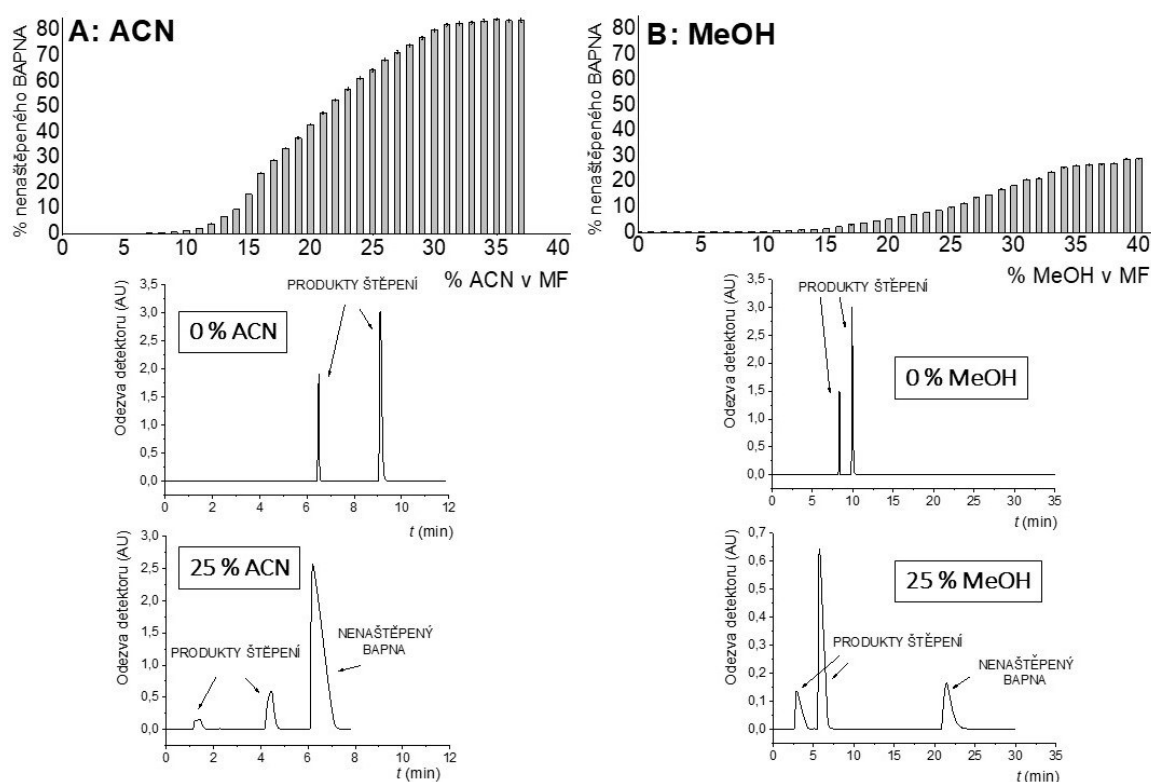 A: ACN
% nenaštěpeného BAPNA
80
70
60
50
40
30
20
10
0
0 5 10 15 20 25 30 35 40
% ACN v MF
B: MeOH
% nenaštěpeného BAPNA
80
70
60
50
40
30
20
10
0
0 5 10 15 20 25 30 35 40
% MeOH v MF
PRODUKTY ŠTĚPENÍ
0 % ACN
Odezva detektoru (AU)
3,5
3,0
2,5
2,0
1,5
1,0
0,5
0,0
0 2 4 6 8 10 12
t (min)
PRODUKTY ŠTĚPENÍ
0 % MeOH
Odezva detektoru (AU)
3,5
3,0
2,5
2,0
1,5
1,0
0,5
0,0
0 5 10 15 20 25 30 35
t (min)
25 % ACN
PRODUKTY ŠTĚPENÍ
NENAŠTĚPENÝ
BAPNA
Odezva detektoru (AU)
3,0
2,5
2,0
1,5
1,0
0,5
0,0
0 2 4 6 8 10 12
t (min)
25 % MeOH
PRODUKTY ŠTĚPENÍ
NENAŠTĚPENÝ
BAPNA
Odezva detektoru (AU)
0,7
0,6
0,4
0,3
0,2
0,0
0 5 10 15 20 25 30 35
t (min)